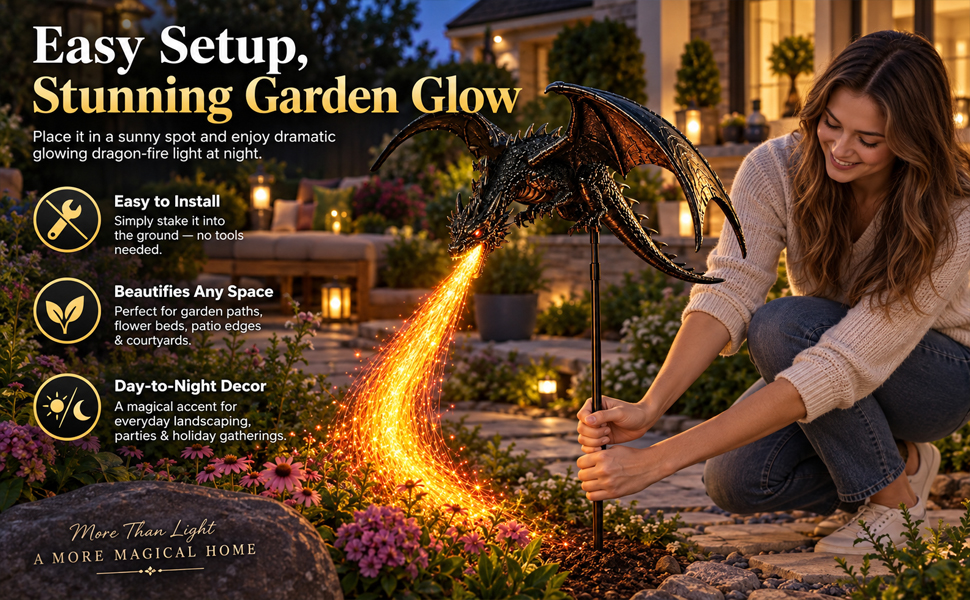 Easy Setup,
Stunning Garden Glow
Place it in a sunny spot and enjoy dramatic
glowing dragon-fire light at night.
Easy to Install
Simply stake it into
the ground — no tools
needed.
Beautifies Any Space
Perfect for garden paths,
flower beds, patio edges
& courtyards.
Day-to-Night Decor
A magical accent for
everyday landscaping,
parties & holiday gatherings.
More Than Light
A MORE MAGICAL HOME